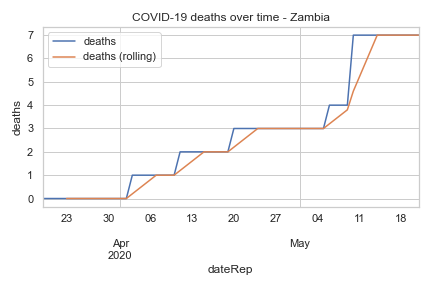 COVID-19 deaths over time - Zambia
deaths
deaths (rolling)
7
6
5
4
3
2
1
0
deaths
23 30 06 13 20 27 04 11 18
Apr May
2020
dateRep